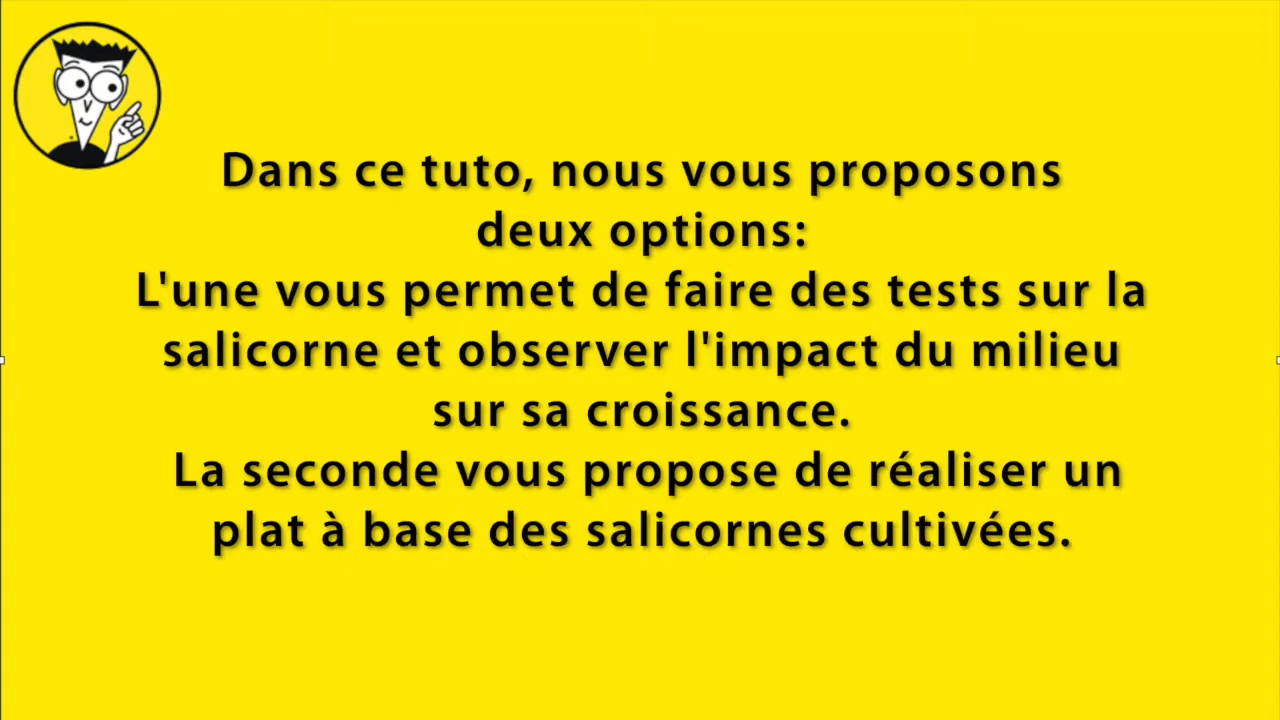 Dans ce tuto, nous vous proposons
deux options:
L'une vous permet de faire des tests sur la
salicorne et observer l'impact du milieu
sur sa croissance.
La seconde vous propose de réaliser un
plat à base des salicornes cultivées.